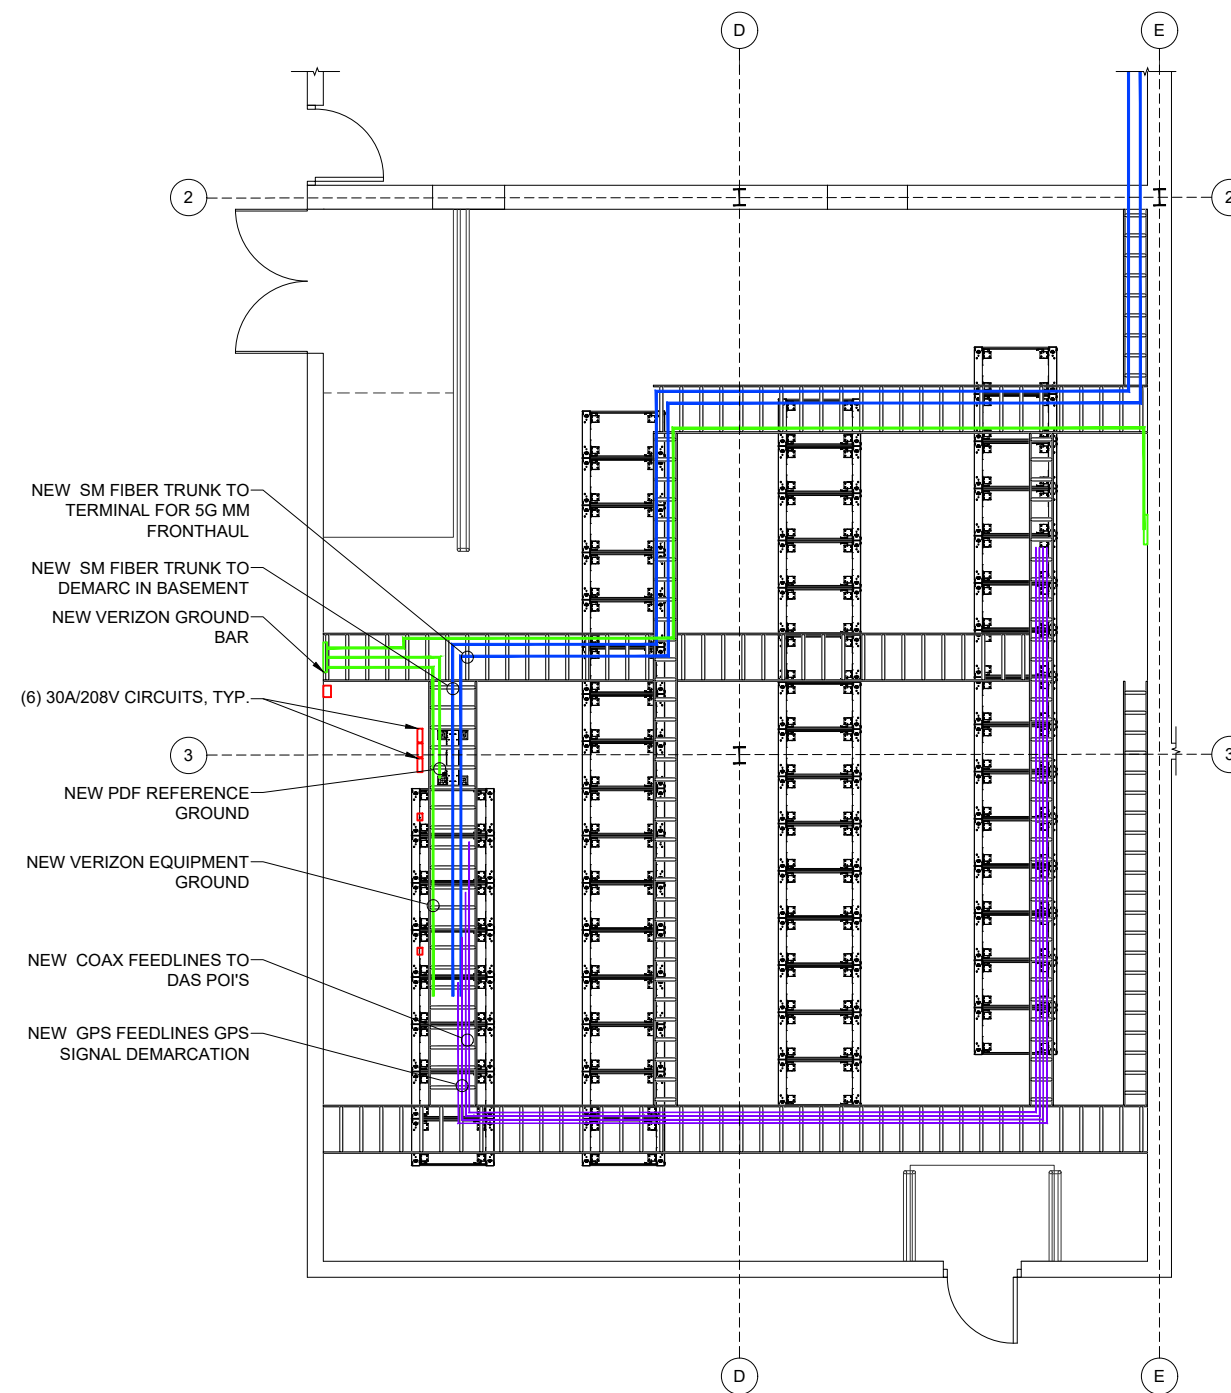 D
E
2
2
NEW SM FIBER TRUNK TO
TERMINAL FOR 5G MM
FRONTHAUL
NEW SM FIBER TRUNK TO
DEMARC IN BASEMENT
NEW VERIZON GROUND
BAR
(6) 30A/208V CIRCUITS, TYP.
3
3
NEW PDF REFERENCE
GROUND
NEW VERIZON EQUIPMENT
GROUND
NEW COAX FEEDLINES TO
DAS POI'S
NEW GPS FEEDLINES GPS
SIGNAL DEMARCATION
D
E